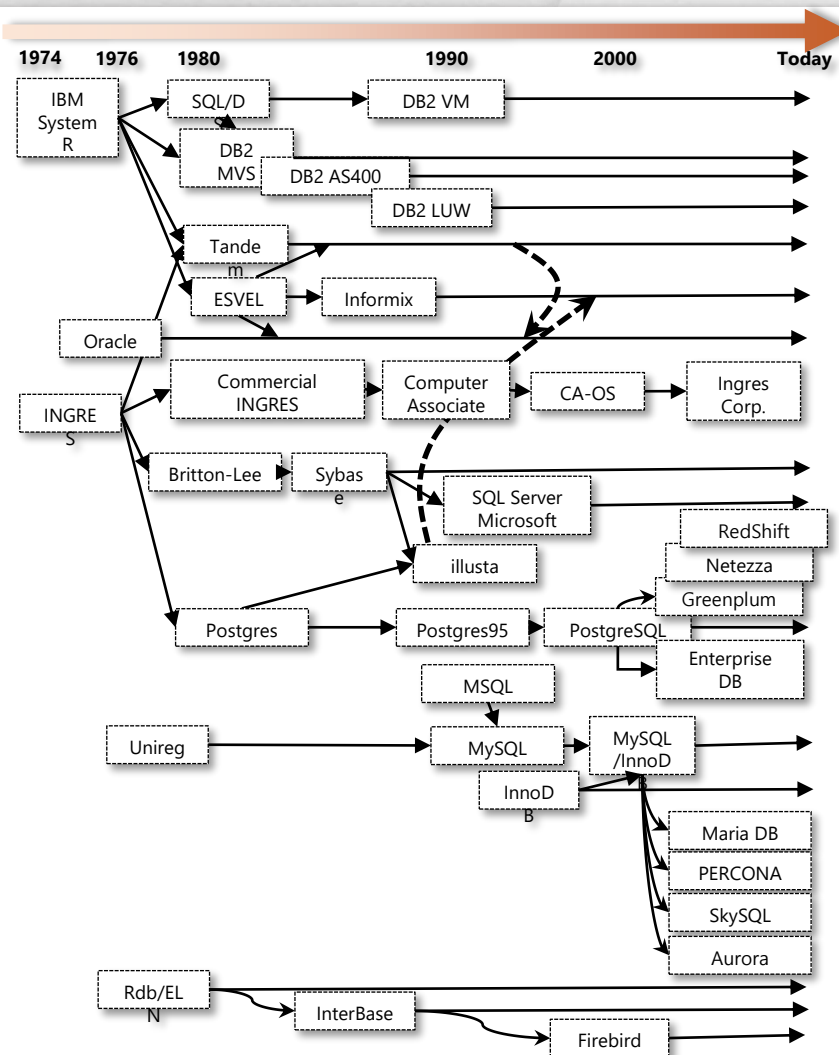 1974 1976 1980 1990 2000 Today
IBM
System
R
SQL/D
DB2 VM
DB2
MVS
DB2 AS400
DB2 LUW
Tande
m
ESVEL
Informix
Oracle
Commercial
INGRES
Computer
Associate
CA-OS
Ingres
Corp.
INGRE
S
Britton-Lee
Sybas
e
SQL Server
Microsoft
RedShift
Netezza
illusta
Greenplum
Postgres
Postgres95
PostgreSQL
Enterprise
DB
MSQL
Unireg
MySQL
MySQL
/InnoD
B
InnoD
B
Maria DB
PERCONA
SkySQL
Aurora
Rdb/EL
N
InterBase
Firebird